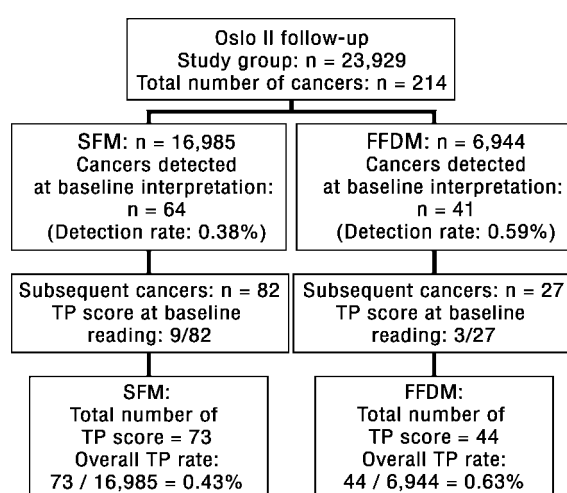 Oslo II follow-up
Study group: n = 23,929
Total number of cancers: n = 214
SFM: n = 16,985
Cancers detected
at baseline interpretation:
n = 64
(Detection rate: 0.38%)
FFDM: n = 6,944
Cancers detected
at baseline interpretation:
n = 41
(Detection rate: 0.59%)
Subsequent cancers: n = 82
TP score at baseline
reading: 9/82
Subsequent cancers: n = 27
TP score at baseline
reading: 3/27
SFM:
Total number of
TP score = 73
Overall TP rate:
73 / 16,985 = 0.43%
FFDM:
Total number of
TP score = 44
Overall TP rate:
44 / 6,944 = 0.63%